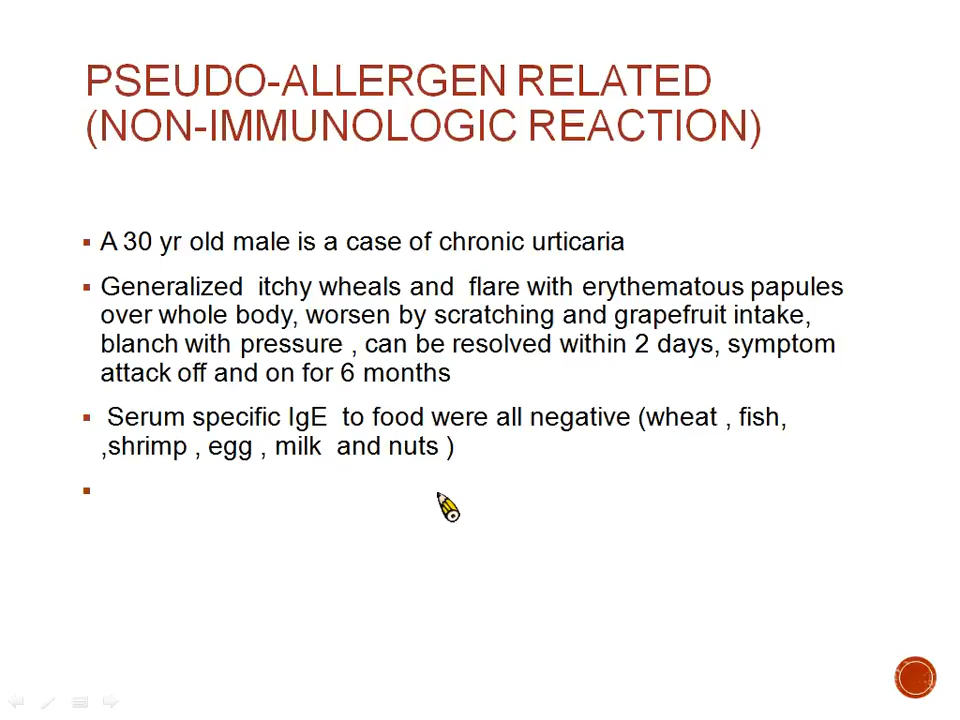 PSEUDO-ALLERGEN RELATED
(NON-IMMUNOLOGIC REACTION)
A 30 yr old male is a case of chronic urticaria
Generalized itchy wheals and flare with erythematous papules
over whole body, worsen by scratching and grapefruit intake,
blanch with pressure , can be resolved within 2 days, symptom
attack off and on for 6 months
Serum specific IgE to food were all negative (wheat , fish,
,shrimp , egg , milk and nuts )